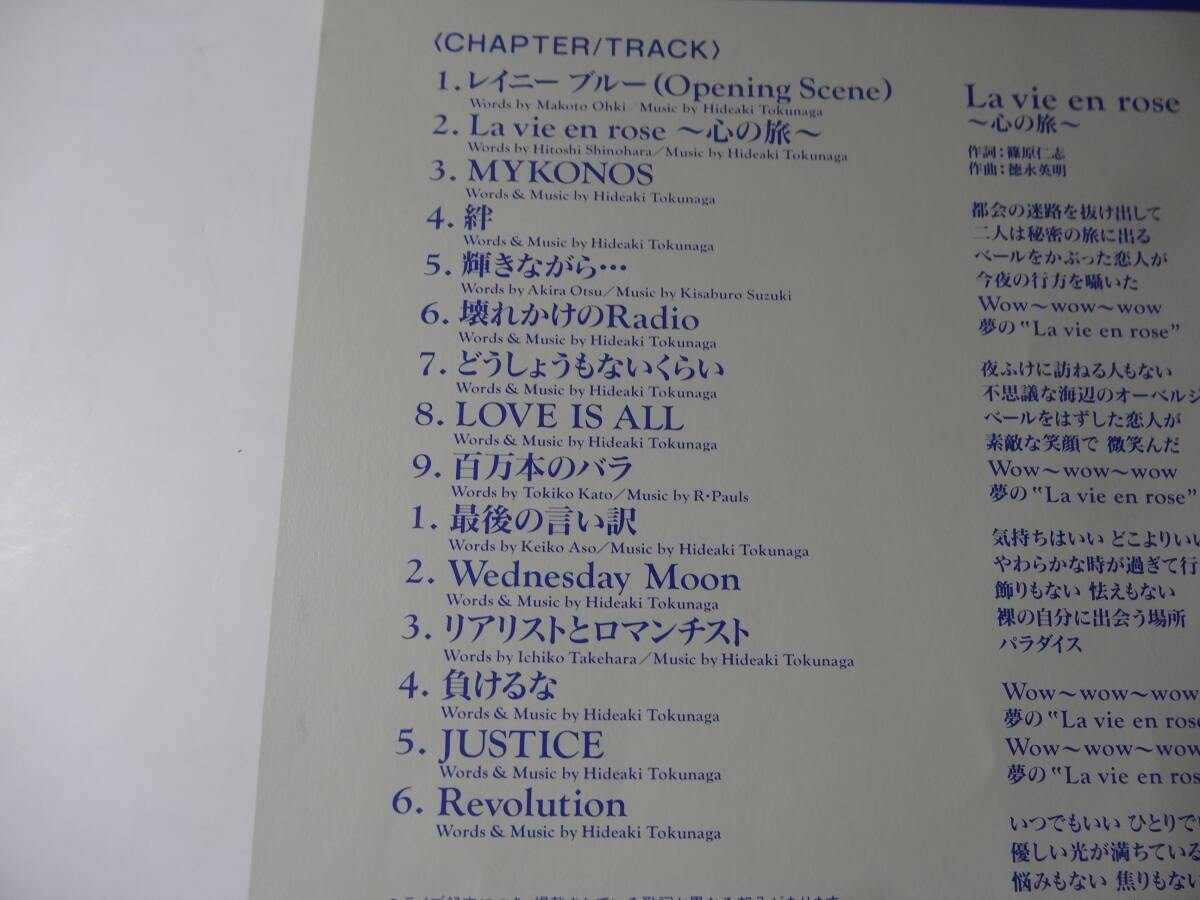 〈CHAPTER/TRACK〉
1. レイニー ブルー(Opening Scene)
Words by Makoto Ohki／Music by Hideaki Tokunaga
2. La vie en rose 〜心の旅〜
Words by Hitoshi Shinohara／Music by Hideaki Tokunaga
3. MYKONOS
Words & Music by Hideaki Tokunaga
4. 絆
Words & Music by Hideaki Tokunaga
5. 輝きながら…
Words by Akira Otsu／Music by Kisaburo Suzuki
6. 壊れかけのRadio
Words & Music by Hideaki Tokunaga
7. どうしょうもないくらい
Words & Music by Hideaki Tokunaga
8. LOVE IS ALL
Words & Music by Hideaki Tokunaga
9. 百万本のバラ
Words by Tokiko Kato／Music by R・Pauls
1. 最後の言い訳
Words by Keiko Aso／Music by Hideaki Tokunaga
2. Wednesday Moon
Words & Music by Hideaki Tokunaga
3. リアリストとロマンチスト
Words by Ichiko Takehara／Music by Hideaki Tokunaga
4. 負けるな
Words & Music by Hideaki Tokunaga
5. JUSTICE
Words & Music by Hideaki Tokunaga
6. Revolution
Words & Music by Hideaki Tokunaga
La vie en rose
〜心の旅〜
作詞：篠原仁志
作曲：徳永英明
都会の迷路を抜け出して
二人は秘密の旅に出る
ベールをかぶった恋人が
今夜の行方を囁いた
Wow〜wow〜wow
夢の“La vie en rose”
夜ふけに訪ねる人もない
不思議な海辺のオーベルジ
ベールをはずした恋人が
素敵な笑顔で 微笑んだ
Wow〜wow〜wow
夢の“La vie en rose”
気持ちはいい どこよりいい
やわらかな時が過ぎて行
飾りもない 怯えもない
裸の自分に出会う場所
パラダイス
Wow〜wow〜wow
夢の“La vie en rose
Wow〜wow〜wow
夢の“La vie en rose
いつでもいい ひとりで
優しい光が満ちている
悩みもない 焦りもない